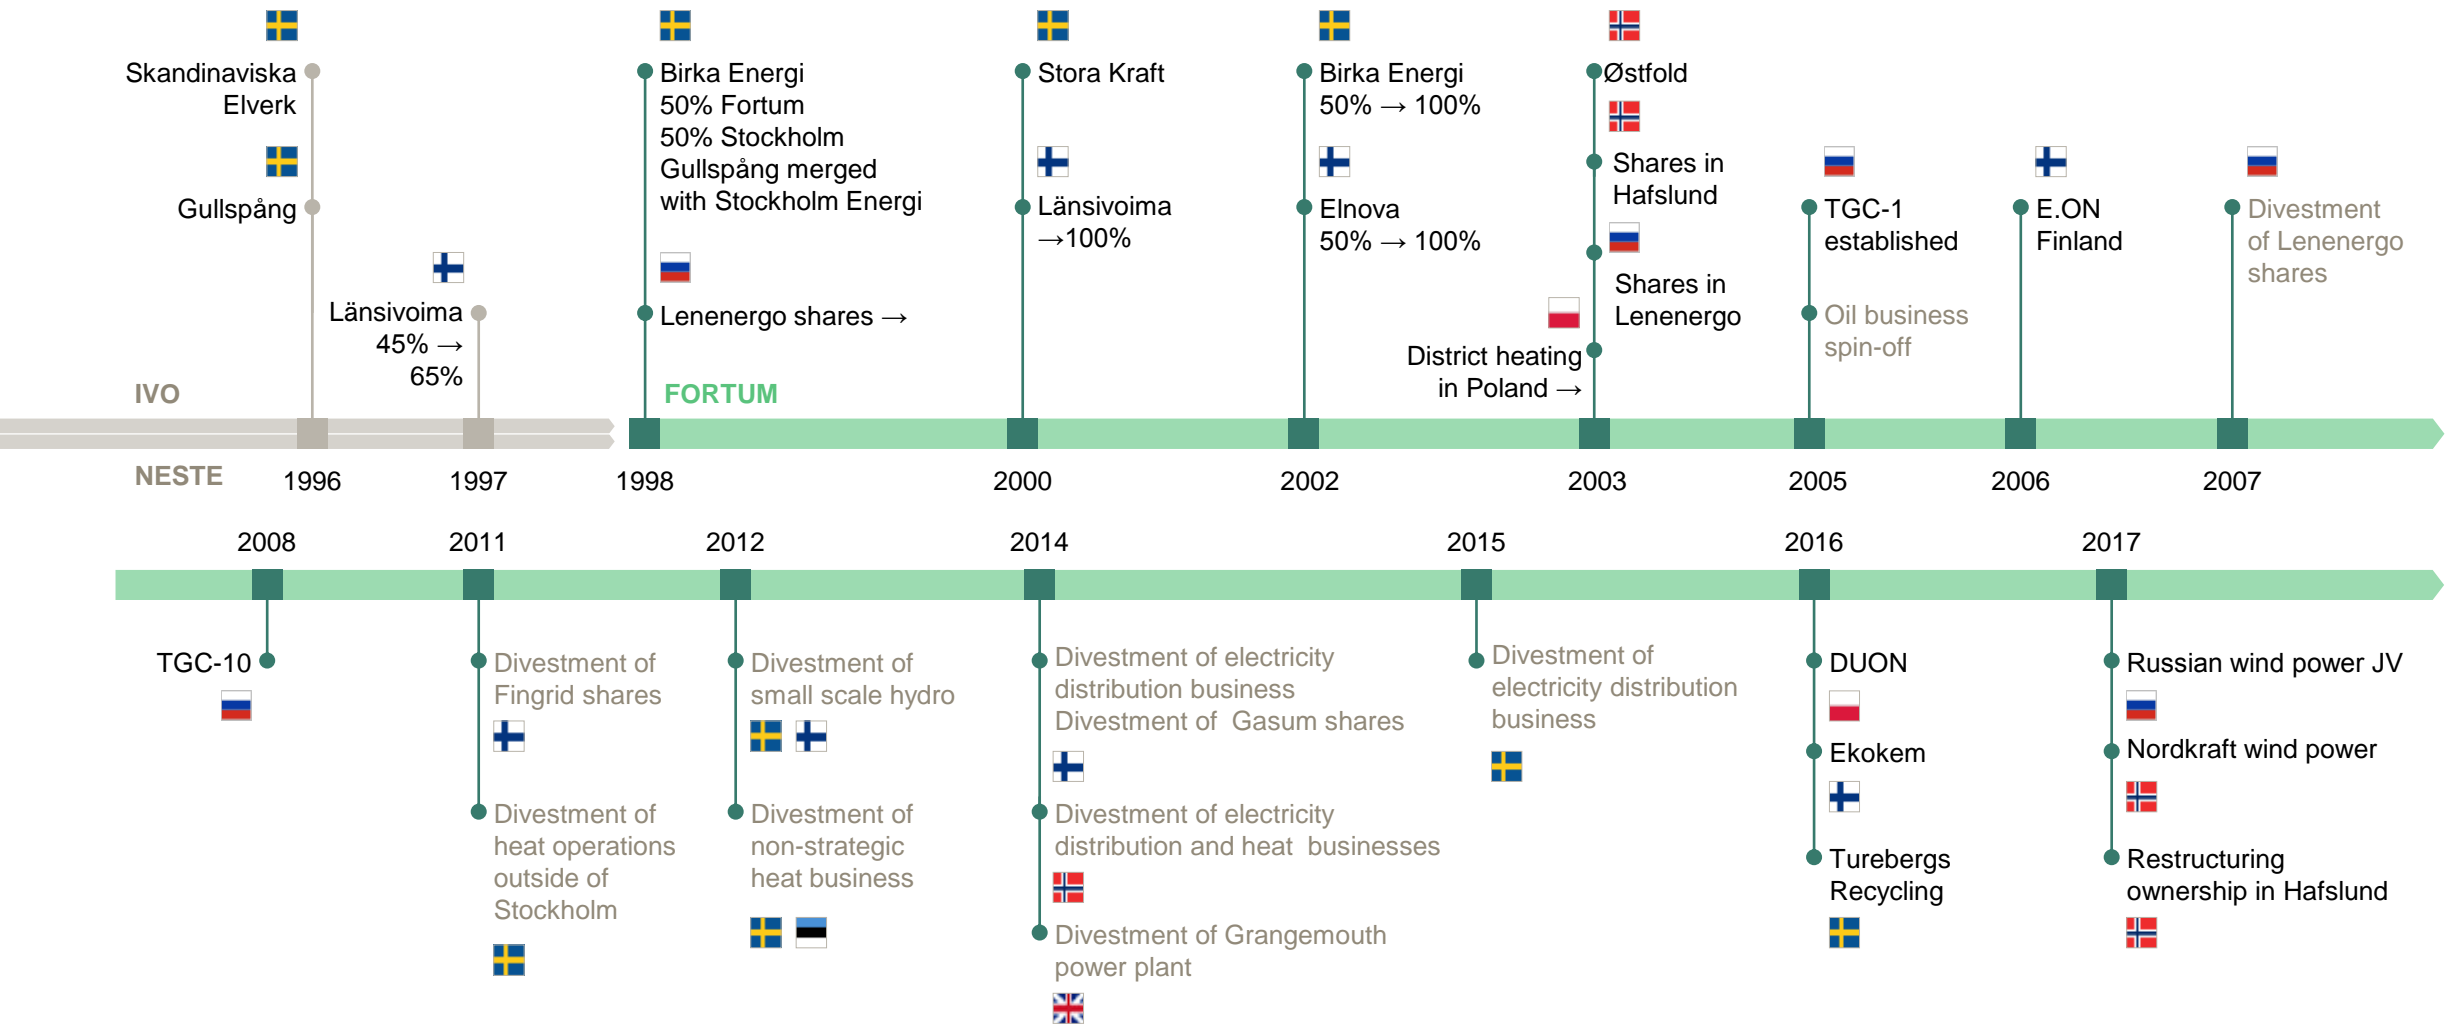 Skandinaviska
Elverk
Gullspång
Länsivoima
45% →
65%
IVO
NESTE
Birka Energi
50% Fortum
50% Stockholm
Gullspång merged
with Stockholm Energi
Lenenergo shares →
FORTUM
Stora Kraft
Länsivoima
→100%
Birka Energi
50% → 100%
Elnova
50% → 100%
Østfold
Shares in
Hafslund
Shares in
Lenenergo
District heating
in Poland →
TGC-1
established
Oil business
spin-off
E.ON
Finland
Divestment
of Lenenergo
shares
1996
1997
1998
2000
2002
2003
2005
2006
2007
2008
2011
2012
2014
2015
2016
2017
TGC-10
Divestment of
Fingrid shares
Divestment of
heat operations
outside of
Stockholm
Divestment of
small scale hydro
Divestment of
non-strategic
heat business
Divestment of electricity
distribution business
Divestment of  Gasum shares
Divestment of electricity
distribution and heat  businesses
Divestment of Grangemouth
power plant
Divestment of
electricity distribution
business
DUON
Ekokem
Turebergs
Recycling
Russian wind power JV
Nordkraft wind power
Restructuring
ownership in Hafslund